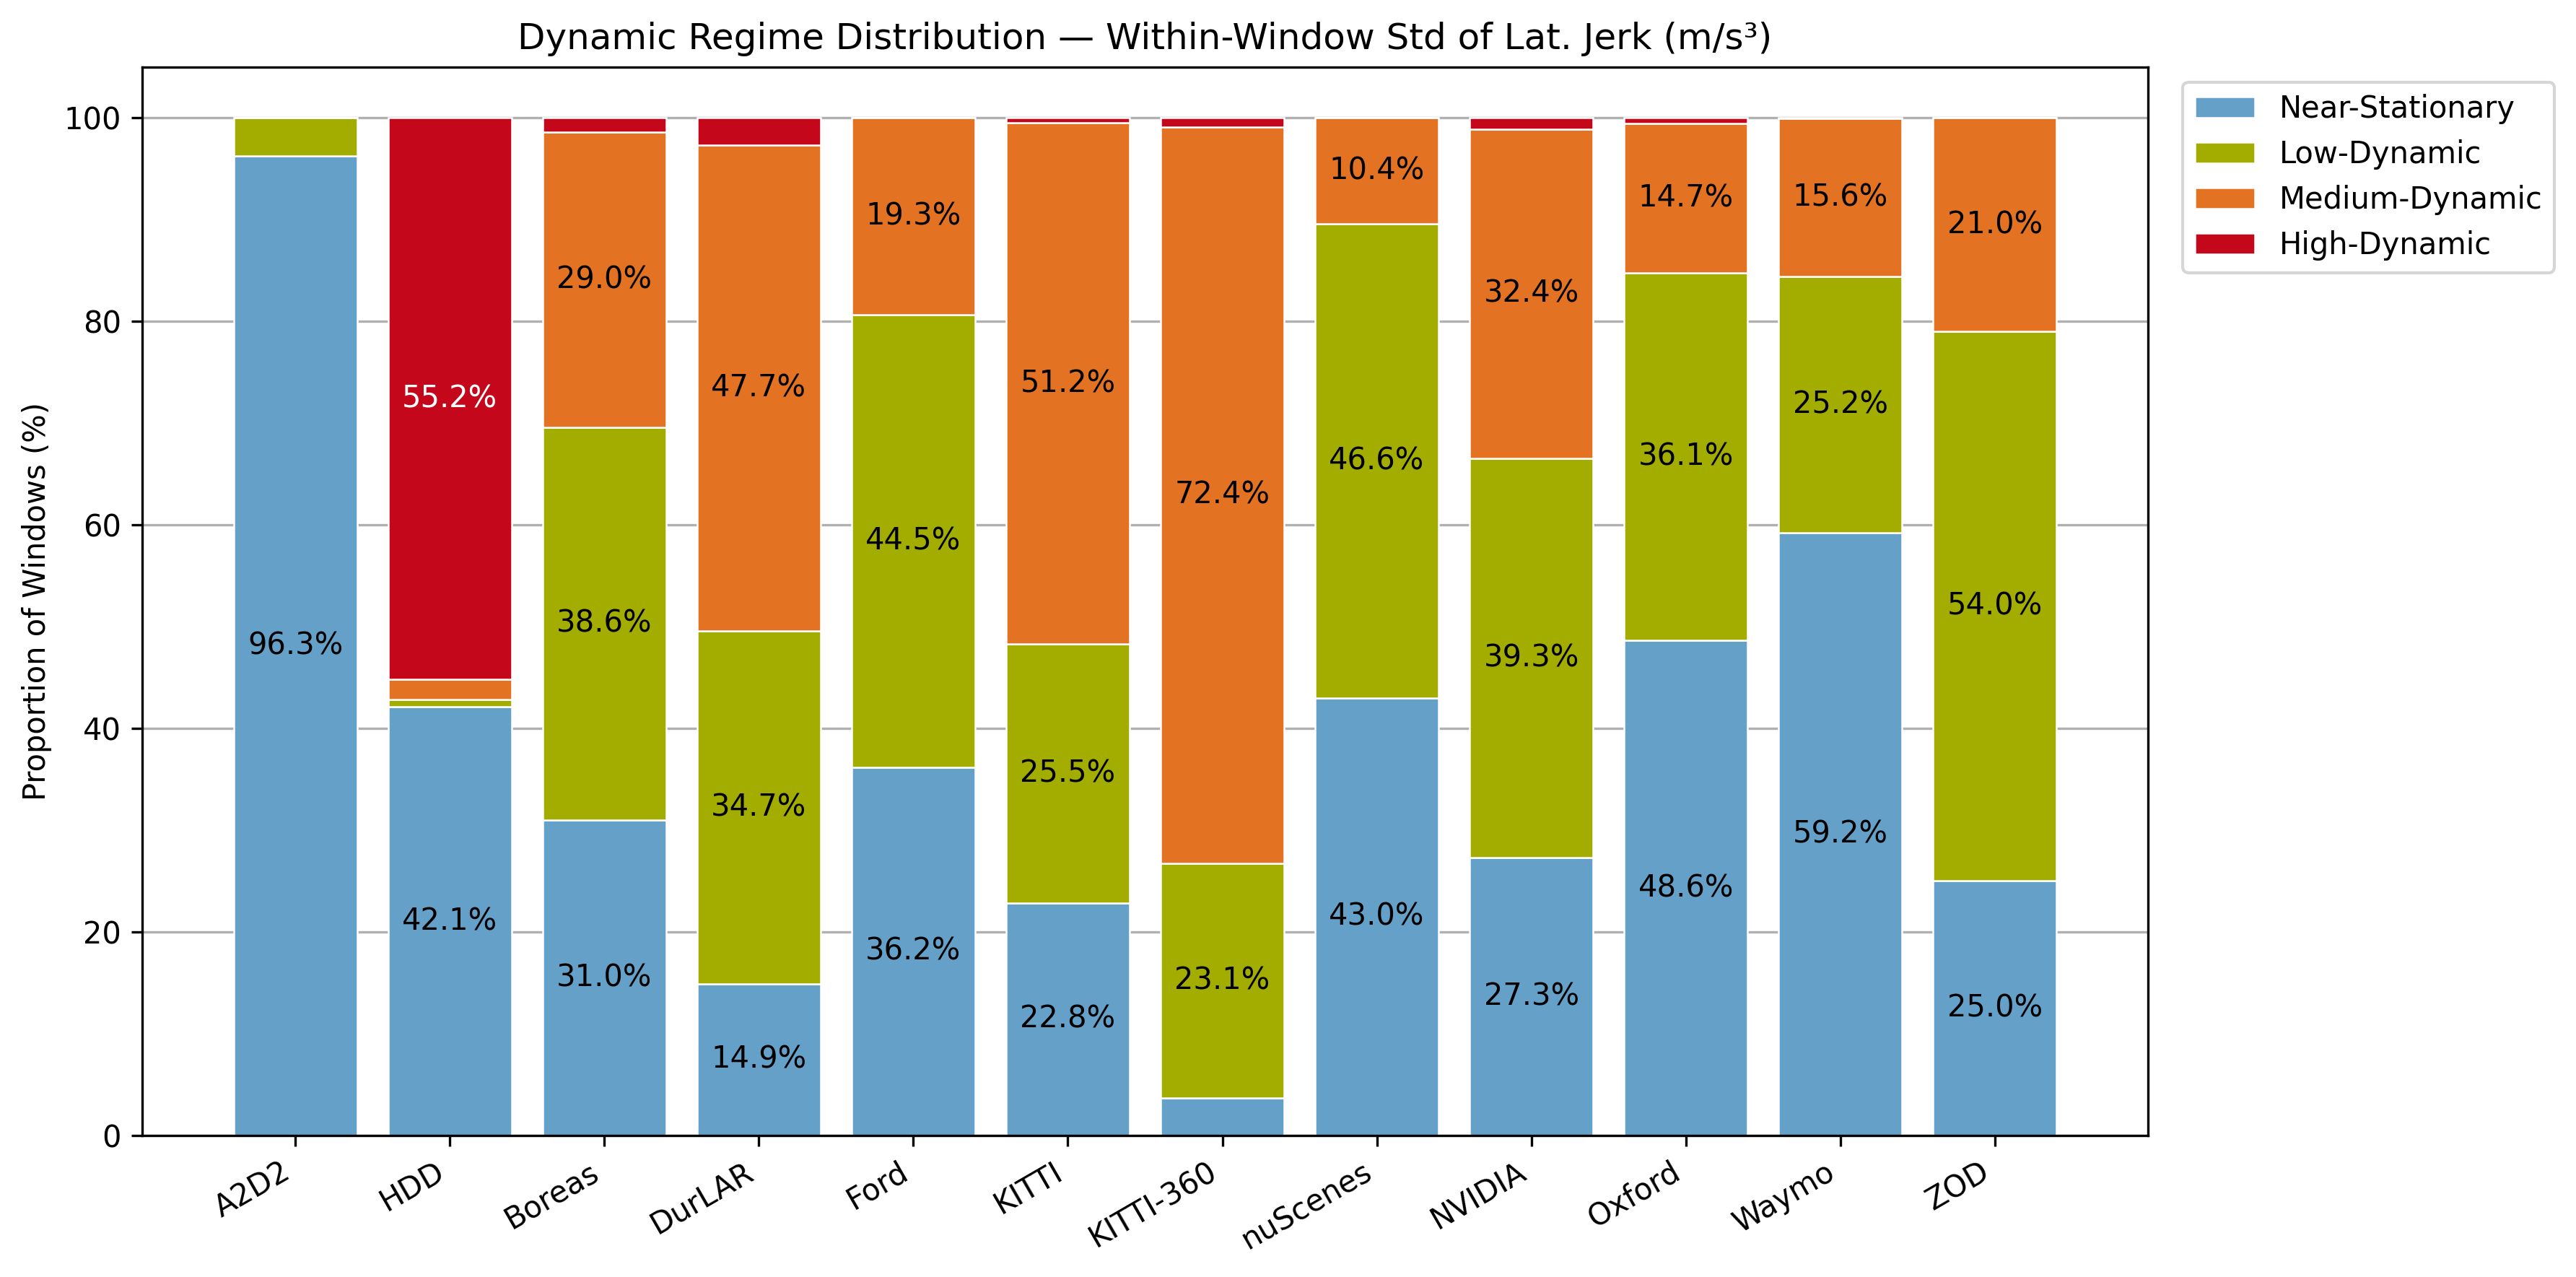 Dynamic Regime Distribution — Within-Window Std of Lat. Jerk (m/s³)
Proportion of Windows (%)
100
80
60
40
20
0
96.3%
55.2%
42.1%
29.0%
38.6%
31.0%
47.7%
34.7%
14.9%
19.3%
44.5%
36.2%
51.2%
25.5%
22.8%
72.4%
23.1%
10.4%
46.6%
43.0%
32.4%
39.3%
27.3%
14.7%
36.1%
48.6%
15.6%
25.2%
59.2%
21.0%
54.0%
25.0%
A2D2
HDD
Boreas
DurLAR
Ford
KITTI
KITTI-360
nuScenes
NVIDIA
Oxford
Waymo
ZOD
Near-Stationary
Low-Dynamic
Medium-Dynamic
High-Dynamic